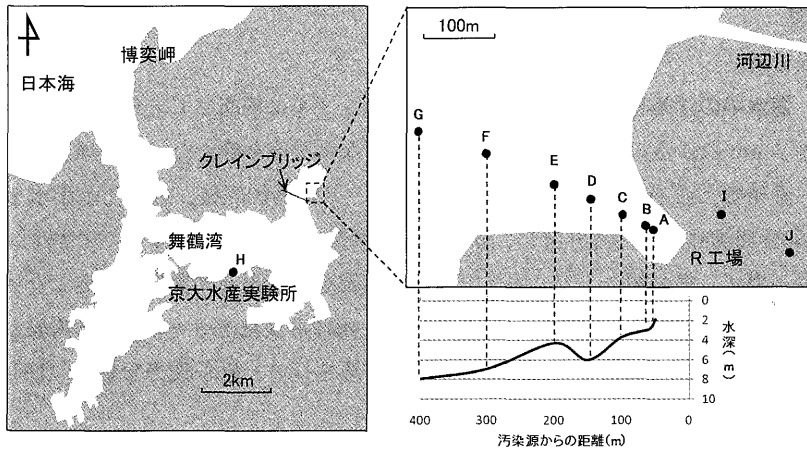 博奕岬
日本海
クレインブリッジ
舞鶴湾
H
京大水産実験所
2km
100m
河辺川
G
F
E
D
C
B
A
I
J
R工場
0
2
4
6
8
10
水深(m)
400 300 200 100 0
汚染源からの距離(m)